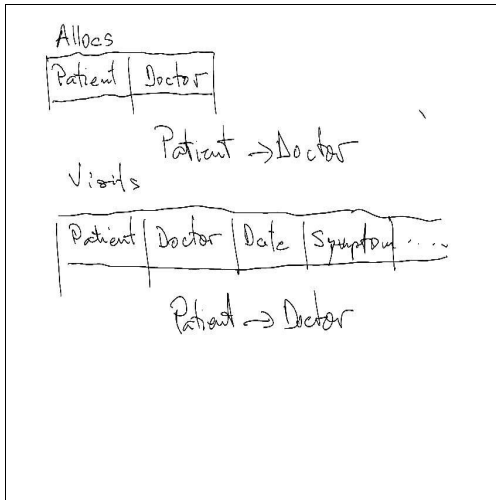 Allocs
Patient Doctor
Patient → Doctor
Visits
Patient Doctor Date Symptom ....
Patient → Doctor